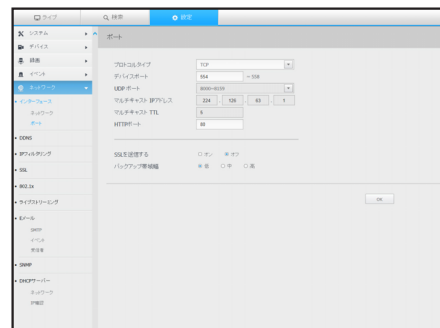 ライブ
検索
設定
システム
デバイス
録画
イベント
ネットワーク
インターフェース
ネットワーク
ポート
DDNS
IPフィルタリング
SSL
802.1x
ライブストリーミング
Eメール
SMTP
イベント
受信者
SNMP
DHCPサーバー
ネットワーク
IP確認
ポート
プロトコルタイプ TCP
デバイスポート 554 ~ 558
UDP ポート 8000~8159
マルチキャスト IPアドレス 224 . 126 . 63 . 1
マルチキャスト TTL 5
HTTPポート 80
SSLを送信する オン オフ
バックアップ帯域幅 低 中 高
OK